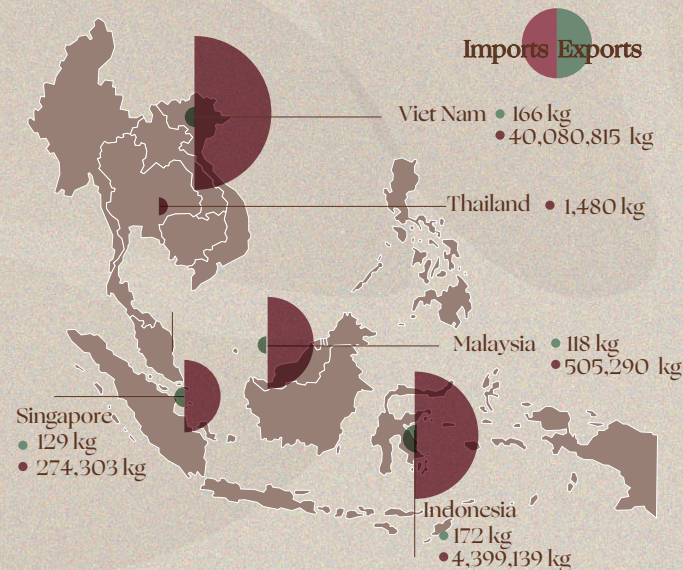 Imports Exports
Viet Nam 166 kg
40,080,815 kg
Thailand 1,480 kg
Malaysia 118 kg
505,290 kg
Singapore
129 kg
274,303 kg
Indonesia
172 kg
4,399,139 kg